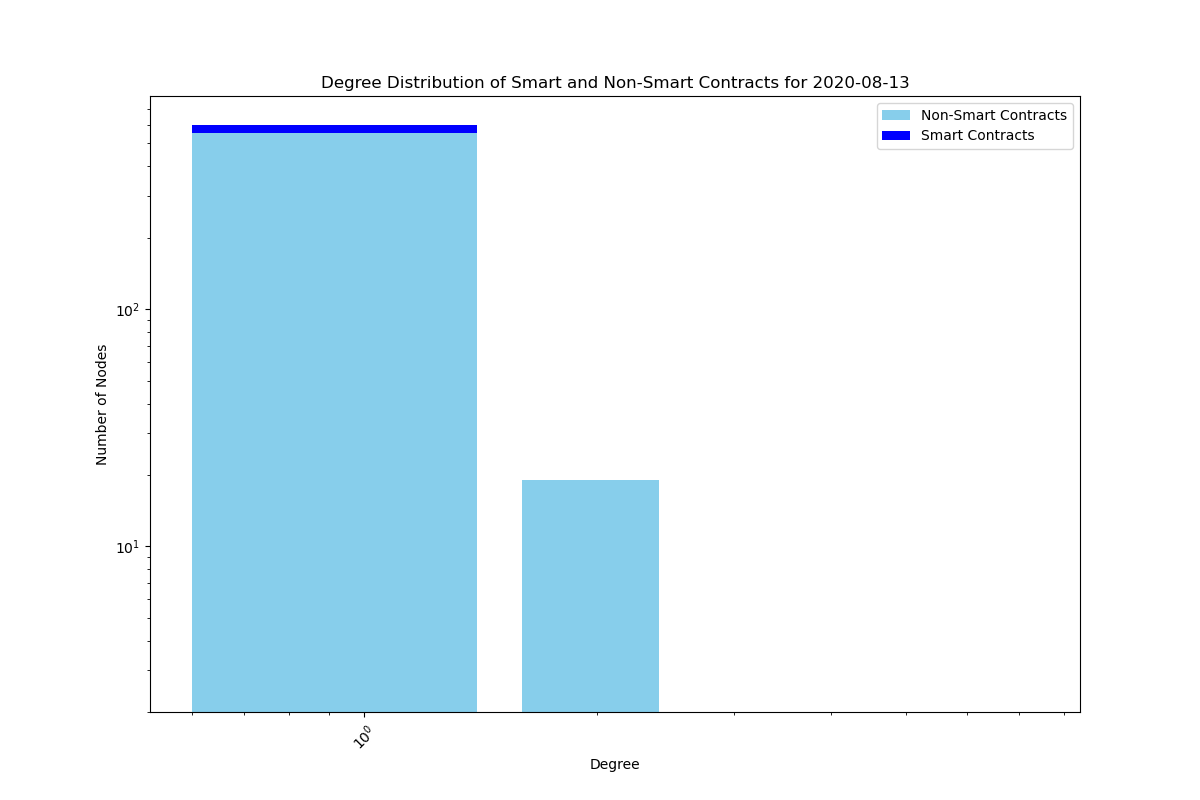 Degree Distribution of Smart and Non-Smart Contracts for 2020-08-13
Non-Smart Contracts
Smart Contracts
Number of Nodes
10²
10¹
10⁰
Degree